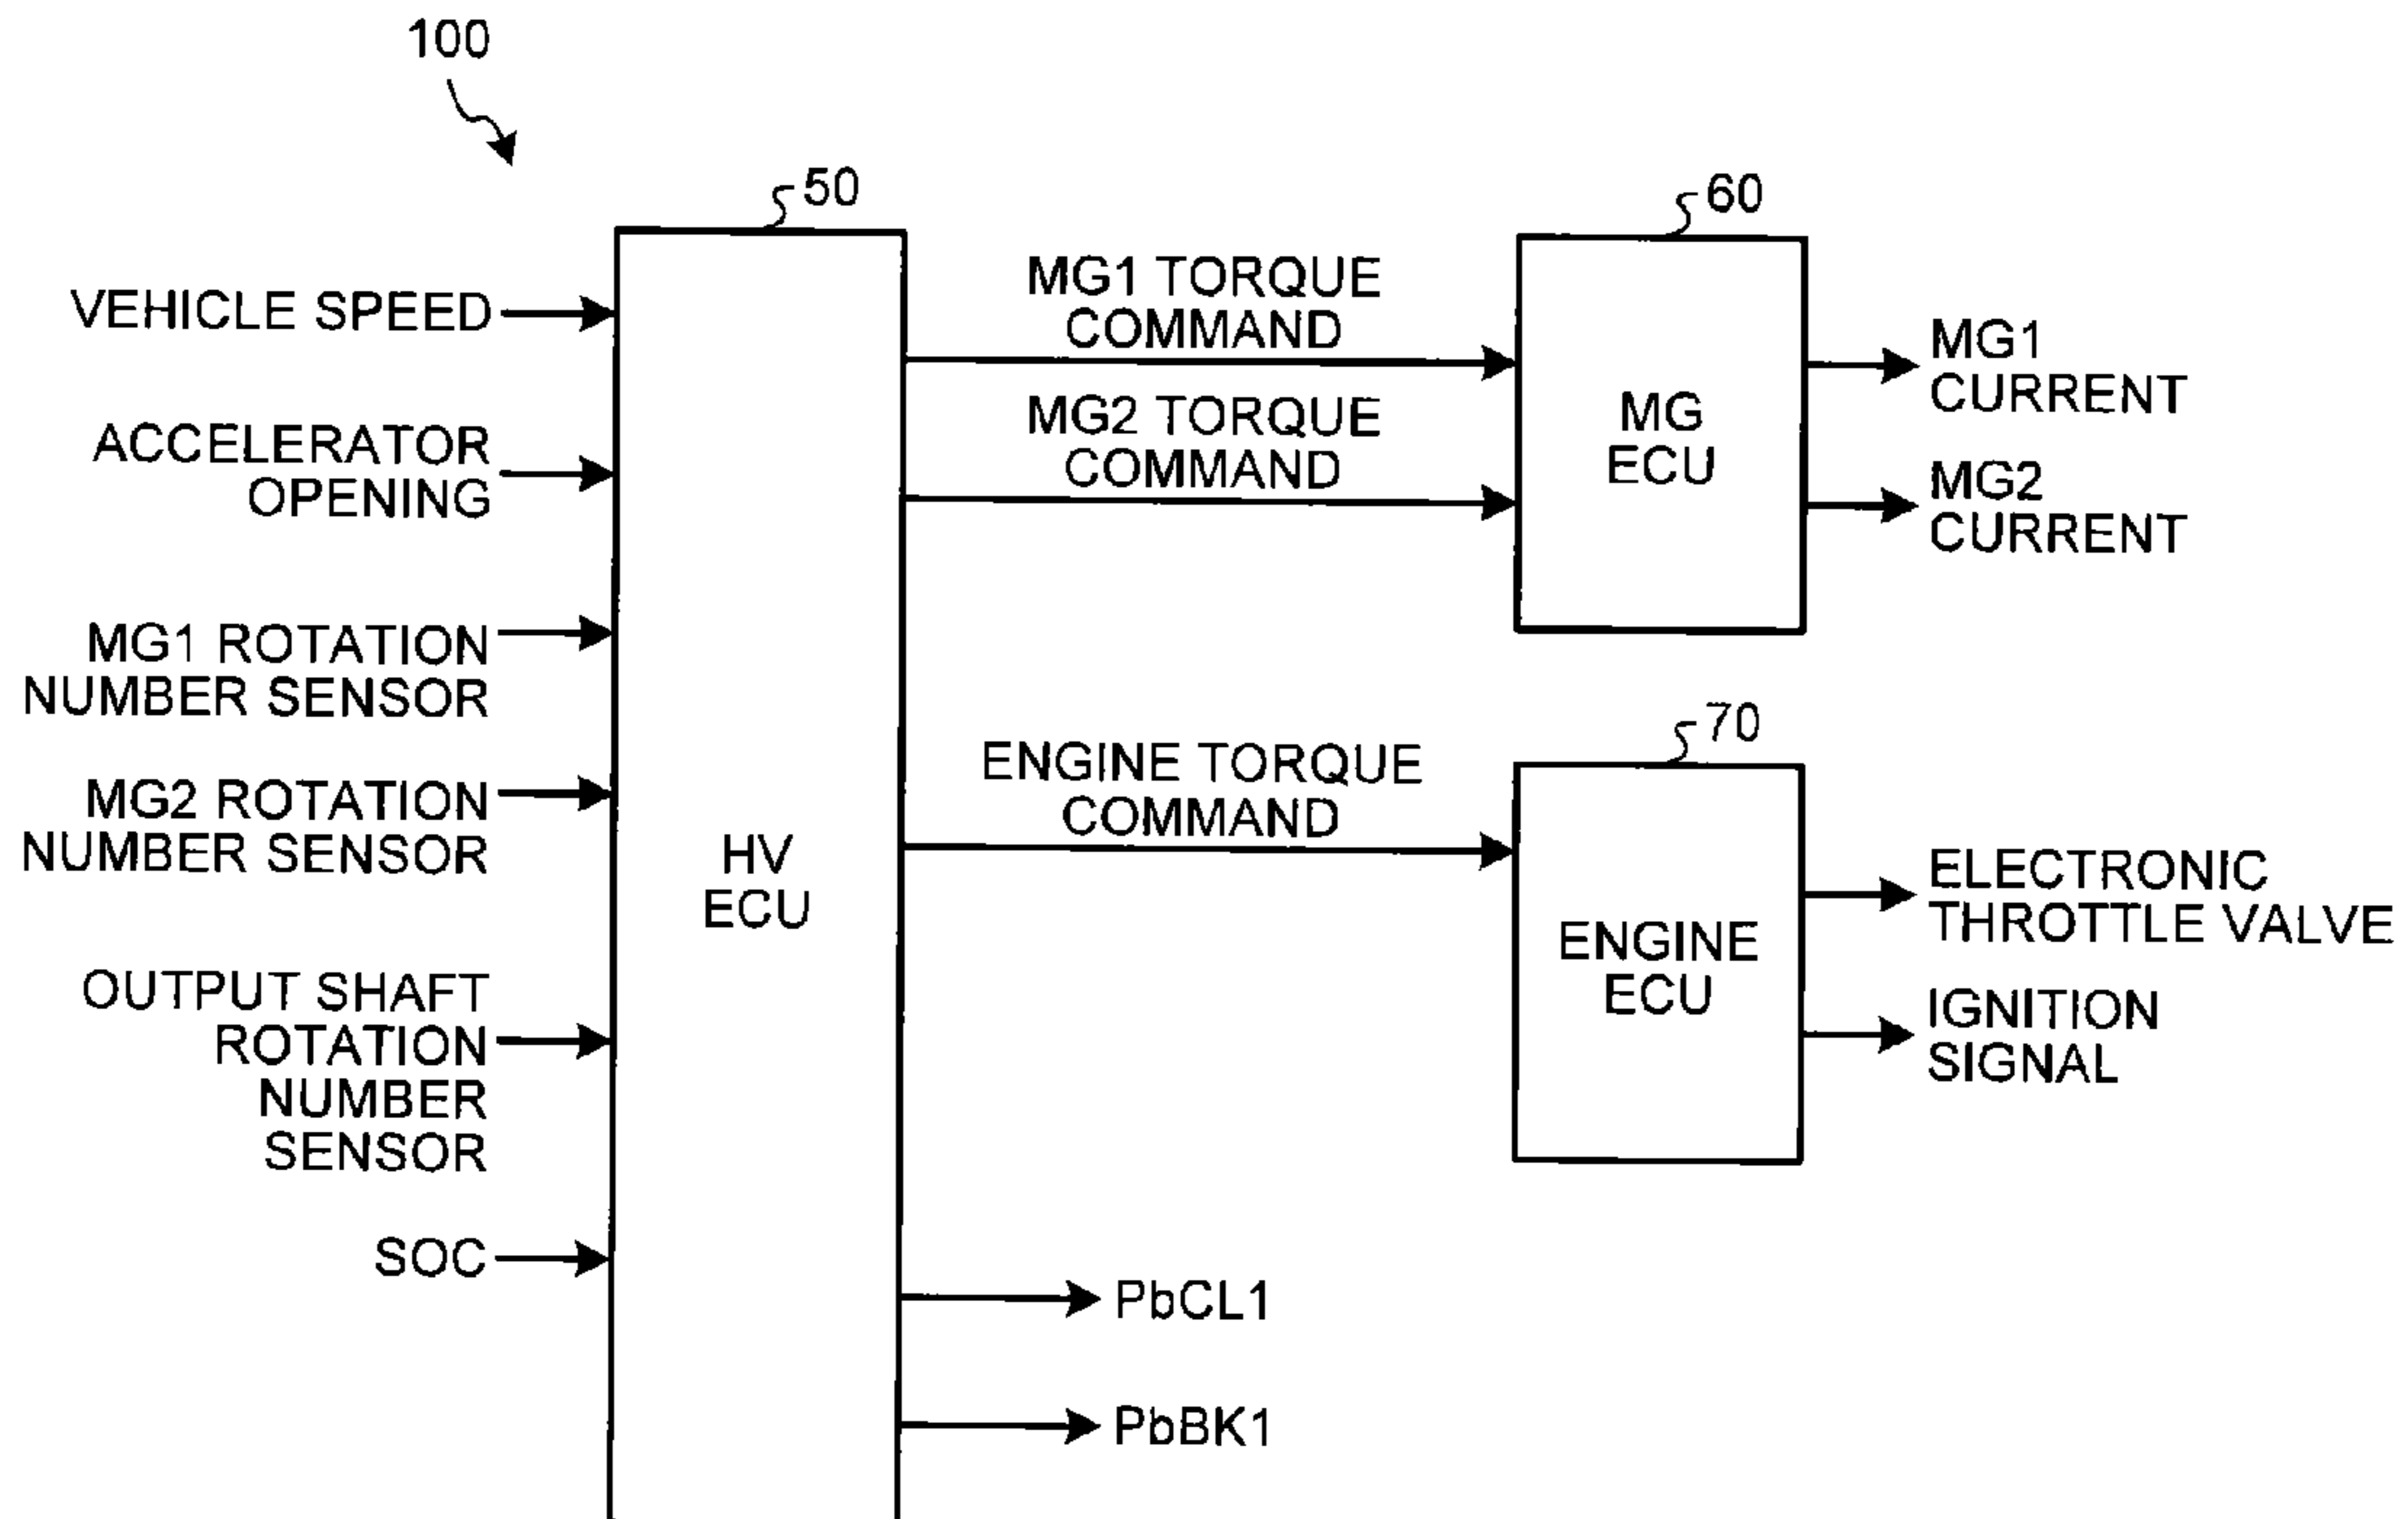 100
50
60
VEHICLE SPEED
ACCELERATOR
OPENING
MG1 ROTATION
NUMBER SENSOR
MG2 ROTATION
NUMBER SENSOR
OUTPUT SHAFT
ROTATION
NUMBER
SENSOR
SOC
HV
ECU
MG1 TORQUE
COMMAND
MG2 TORQUE
COMMAND
ENGINE TORQUE
COMMAND
PbCL1
PbBK1
MG
ECU
MG1
CURRENT
MG2
CURRENT
70
ENGINE
ECU
ELECTRONIC
THROTTLE VALVE
IGNITION
SIGNAL